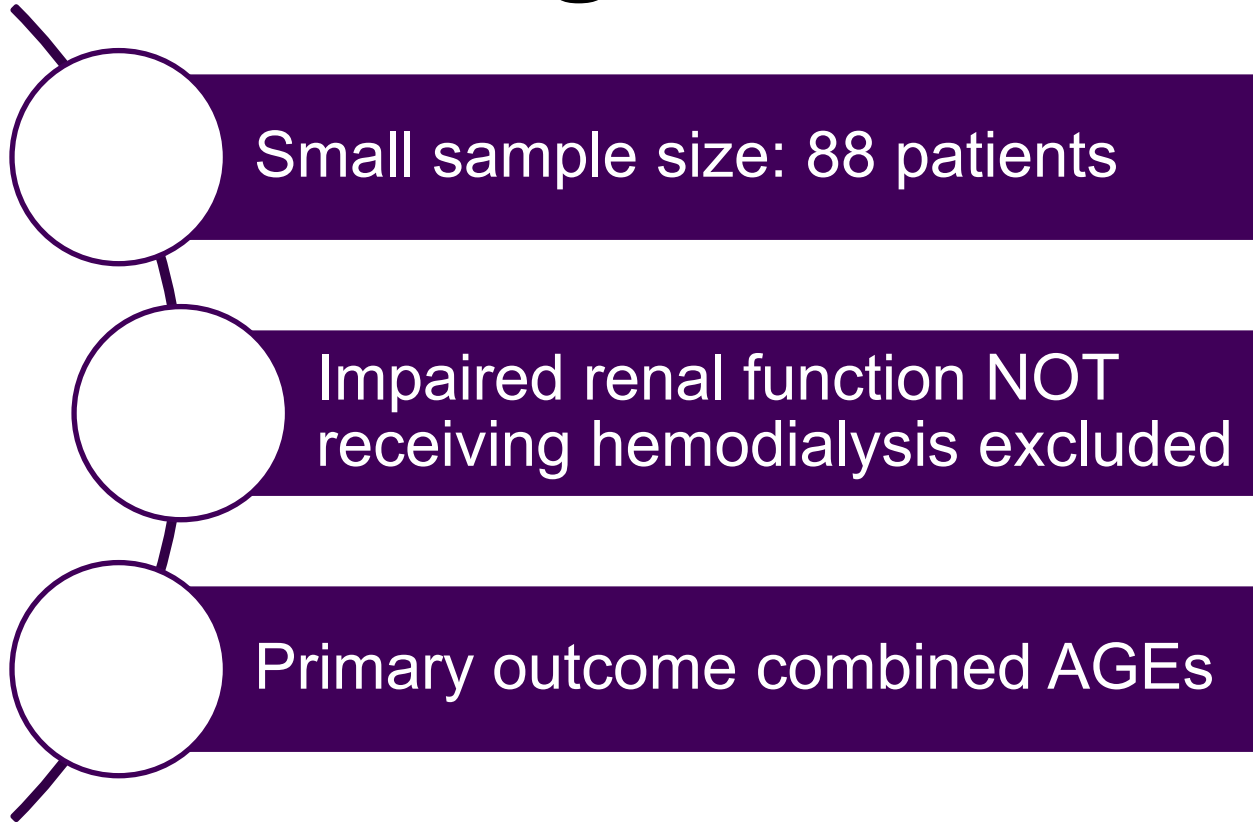 Small sample size: 88 patients
Impaired renal function NOT
receiving hemodialysis excluded
Primary outcome combined AGEs